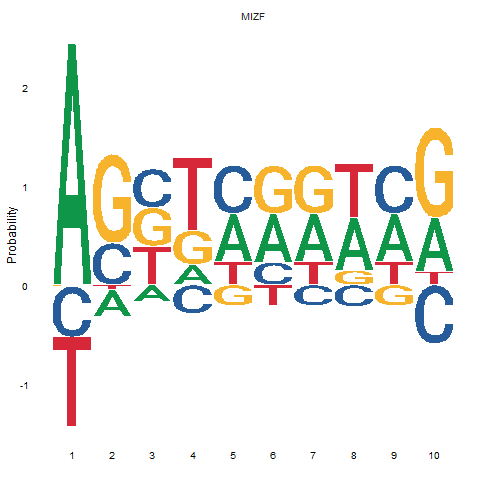 MIZF
Probability
2
1
0
-1
A G C T C G G T C G
C G G A A A A A A
T T A T C T G T T
A A C G T C C G C
C
T
1 2 3 4 5 6 7 8 9 10